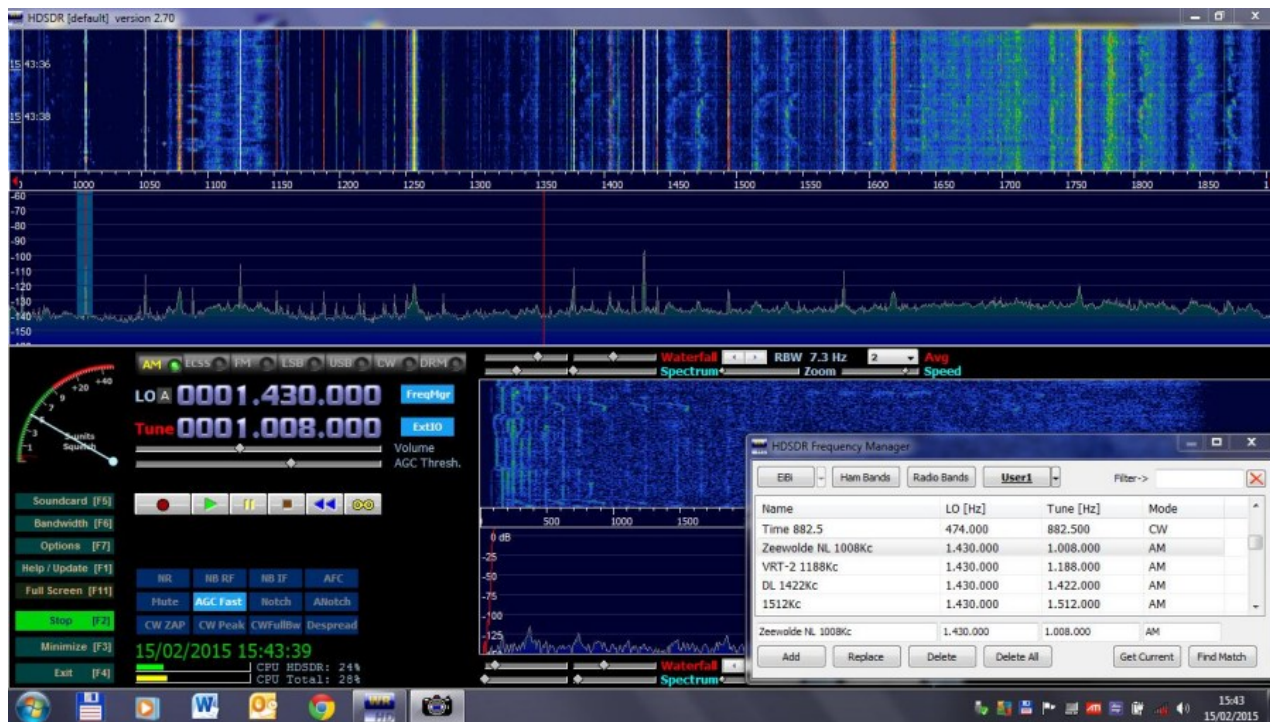 HDSDR [default] version 2.70
15 43:36
15 43:38
1000 1050 1100 1150 1200 1250 1300 1350 1400 1450 1500 1550 1600 1650 1700 1750 1800 1850
-60
-70
-80
-90
-100
-110
-120
-130
-140
-150
AM ECSS FM LSB USB CW DRM
Waterfall RBW 7.3 Hz 2 Avg
Spectrum Zoom Speed
+20 +40
9
7
3
1
S-units
Squelch
LO A 0001.430.000 FreqMgr
Tune 0001.008.000 ExtIO
Volume
AGC Thresh.
Soundcard [F5]
Bandwidth [F6]
Options [F7]
Help / Update [F1]
Full Screen [F11]
Stop [F2]
Minimize [F3]
Exit [F4]
NR NB RF NB IF AFC
Mute AGC Fast Notch ANotch
CW ZAP CW Peak CWFullBw Despread
15/02/2015 15:43:39
CPU HDSDR: 24%
CPU Total: 28%
500 1000 1500
0 dB
-25
-50
-75
-100
-125
Waterfall
Spectrum
HDSDR Frequency Manager
EiBi Ham Bands Radio Bands User1 Filter->
Name LO [Hz] Tune [Hz] Mode
Time 882.5 474.000 882.500 CW
Zeewolde NL 1008Kc 1.430.000 1.008.000 AM
VRT-2 1188Kc 1.430.000 1.188.000 AM
DL 1422Kc 1.430.000 1.422.000 AM
1512Kc 1.430.000 1.512.000 AM
Zeewolde NL 1008Kc 1.430.000 1.008.000 AM
Add Replace Delete Delete All Get Current Find Match
15:43
15/02/2015